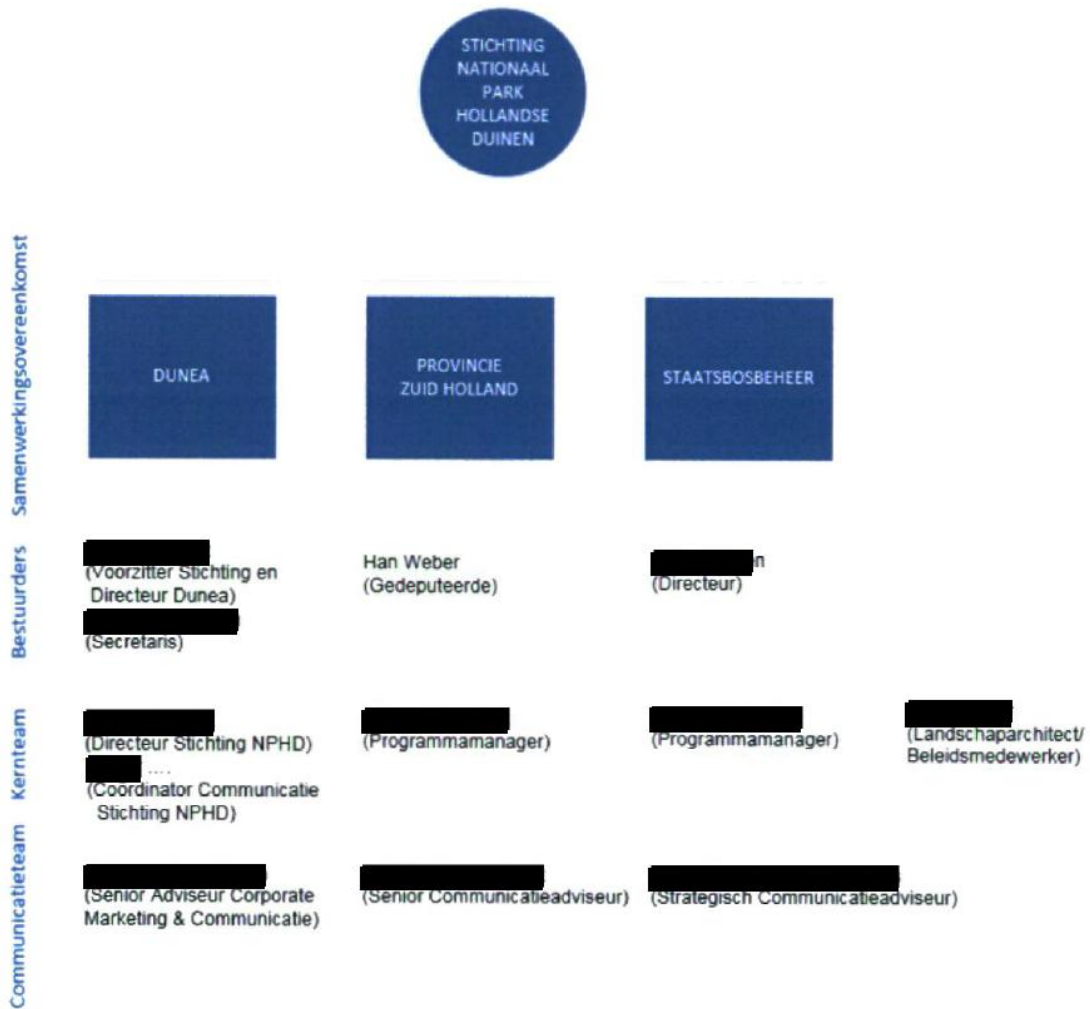 STICHTING
NATIONAAL
PARK
HOLLANDSE
DUINEN
Samenwerkingsovereenkomst
DUNEA
PROVINCIE
ZUID HOLLAND
STAATSBOSBEHEER
Bestuurders
(Voorzitter Stichting en
Directeur Dunea)
(Secretaris)
Han Weber
(Gedeputeerde)
n
(Directeur)
Kernteam
(Directeur Stichting NPHD)
....
(Coordinator Communicatie
Stichting NPHD)
(Programmamanager)
(Programmamanager)
(Landschaparchitect/
Beleidsmedewerker)
Communicatieteam
(Senior Adviseur Corporate
Marketing & Communicatie)
(Senior Communicatieadviseur)
(Strategisch Communicatieadviseur)